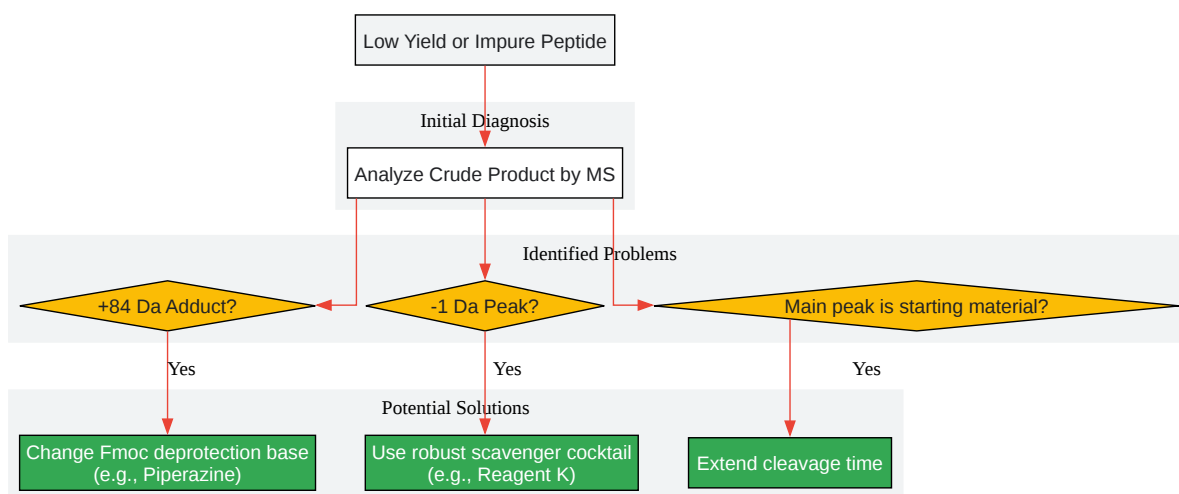 Low Yield or Impure Peptide
Initial Diagnosis
Analyze Crude Product by MS
Identified Problems
+84 Da Adduct?
-1 Da Peak?
Main peak is starting material?
Yes
Yes
Yes
Potential Solutions
Change Fmoc deprotection base
(e.g., Piperazine)
Use robust scavenger cocktail
(e.g., Reagent K)
Extend cleavage time